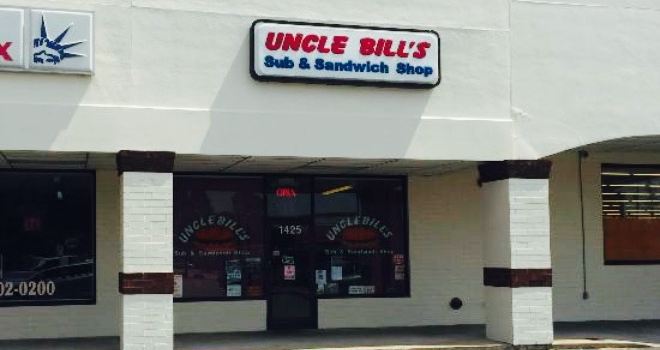 X
UNCLE BILL'S
Sub & Sandwich Shop
OPEN
1425
UNCLE BILL'S
Sub & Sandwich Shop
UNCLE BILL'S
Sub & Sandwich Shop
02-0200